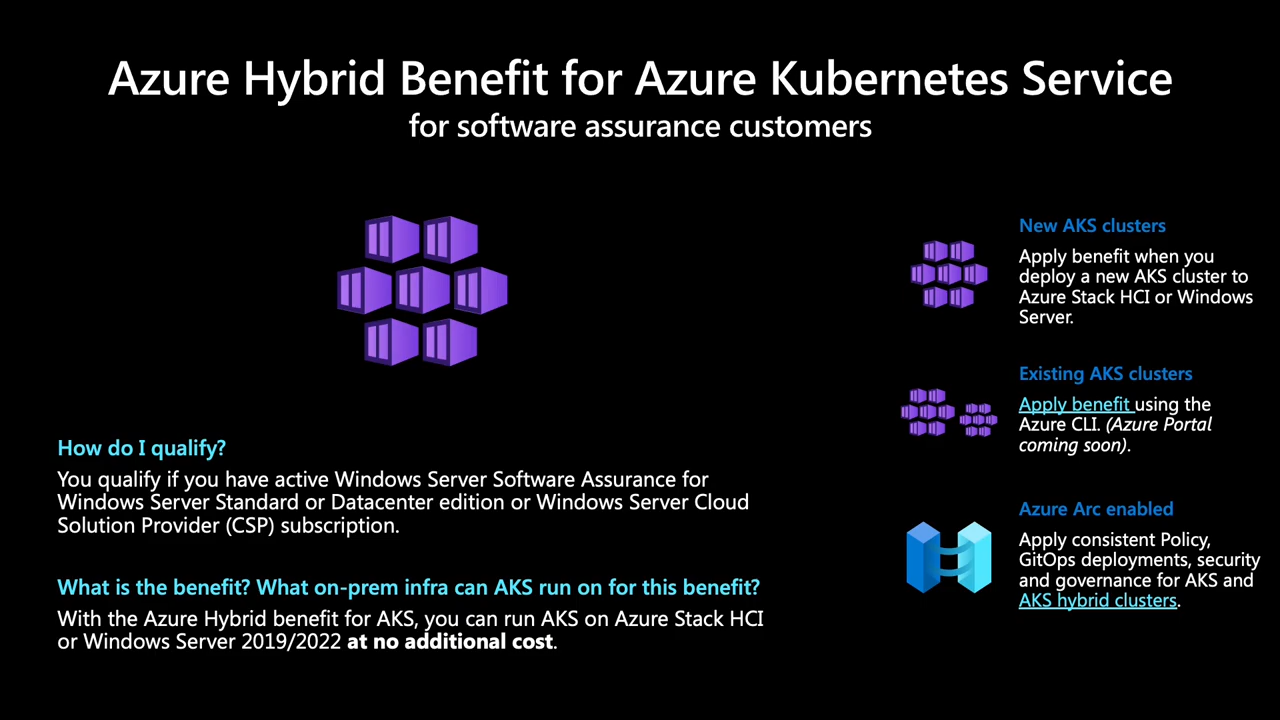 Azure Hybrid Benefit for Azure Kubernetes Service
for software assurance customers
How do I qualify?
You qualify if you have active Windows Server Software Assurance for
Windows Server Standard or Datacenter edition or Windows Server Cloud
Solution Provider (CSP) subscription.
What is the benefit? What on-prem infra can AKS run on for this benefit?
With the Azure Hybrid benefit for AKS, you can run AKS on Azure Stack HCI
or Windows Server 2019/2022 at no additional cost.
New AKS clusters
Apply benefit when you
deploy a new AKS cluster to
Azure Stack HCI or Windows
Server.
Existing AKS clusters
Apply benefit using the
Azure CLI. (Azure Portal
coming soon).
Azure Arc enabled
Apply consistent Policy,
GitOps deployments, security
and governance for AKS and
AKS hybrid clusters.